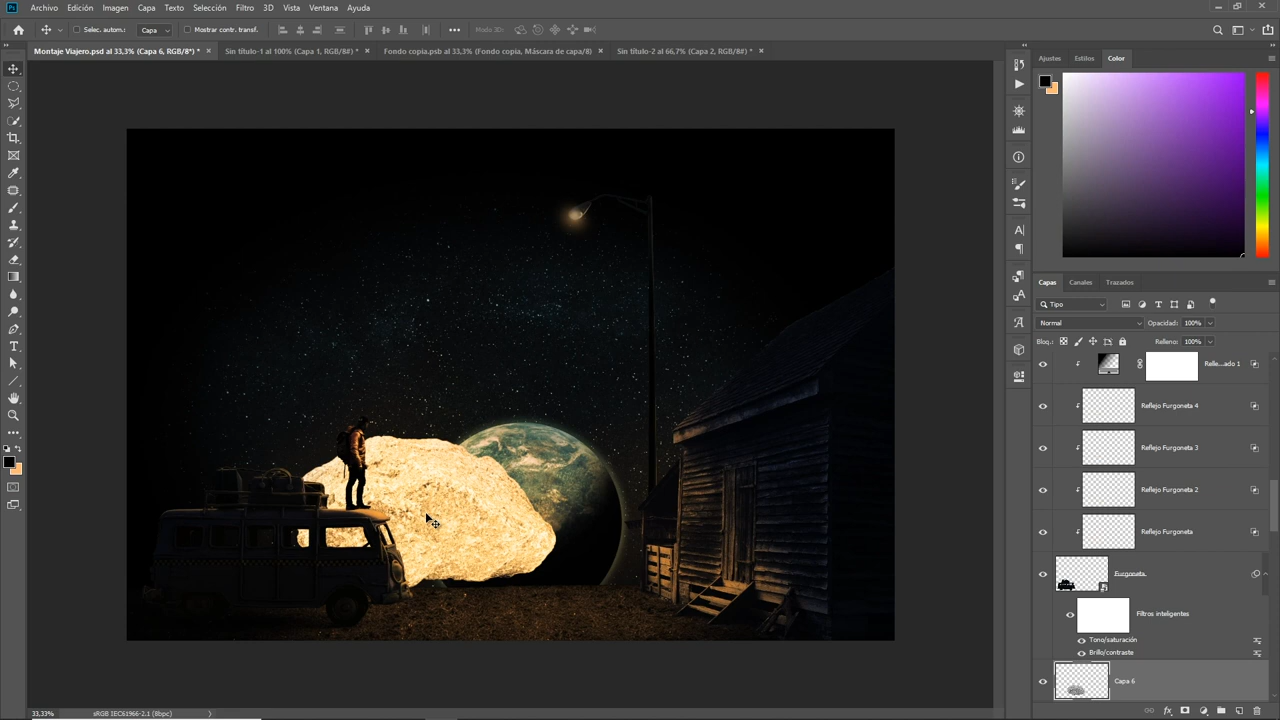 Ps Archivo Edición Imagen Capa Texto Selección Filtro 3D Vista Ventana Ayuda
Selec. autom.: Capa Mostrar contr. transf. Modo 3D:
Montaje Viajero.psd al 33,3% (Capa 6, RGB/8*) * Sin título-1 al 100% (Capa 1, RGB/8#) * Fondo copia.psb al 33,3% (Fondo copia, Máscara de capa/8) Sin título-2 al 66,7% (Capa 2, RGB/8#) *
Ajustes Estilos Color
Capas Canales Trazados
Tipo
Normal Opacidad: 100%
Bloq.: Relleno: 100%
Relle...ado 1
Reflejo Furgoneta 4
Reflejo Furgoneta 3
Reflejo Furgoneta 2
Reflejo Furgoneta
Furgoneta
Filtros inteligentes
Tono/saturación
Brillo/contraste
Capa 6
33,33% sRGB IEC61966-2.1 (8bpc)